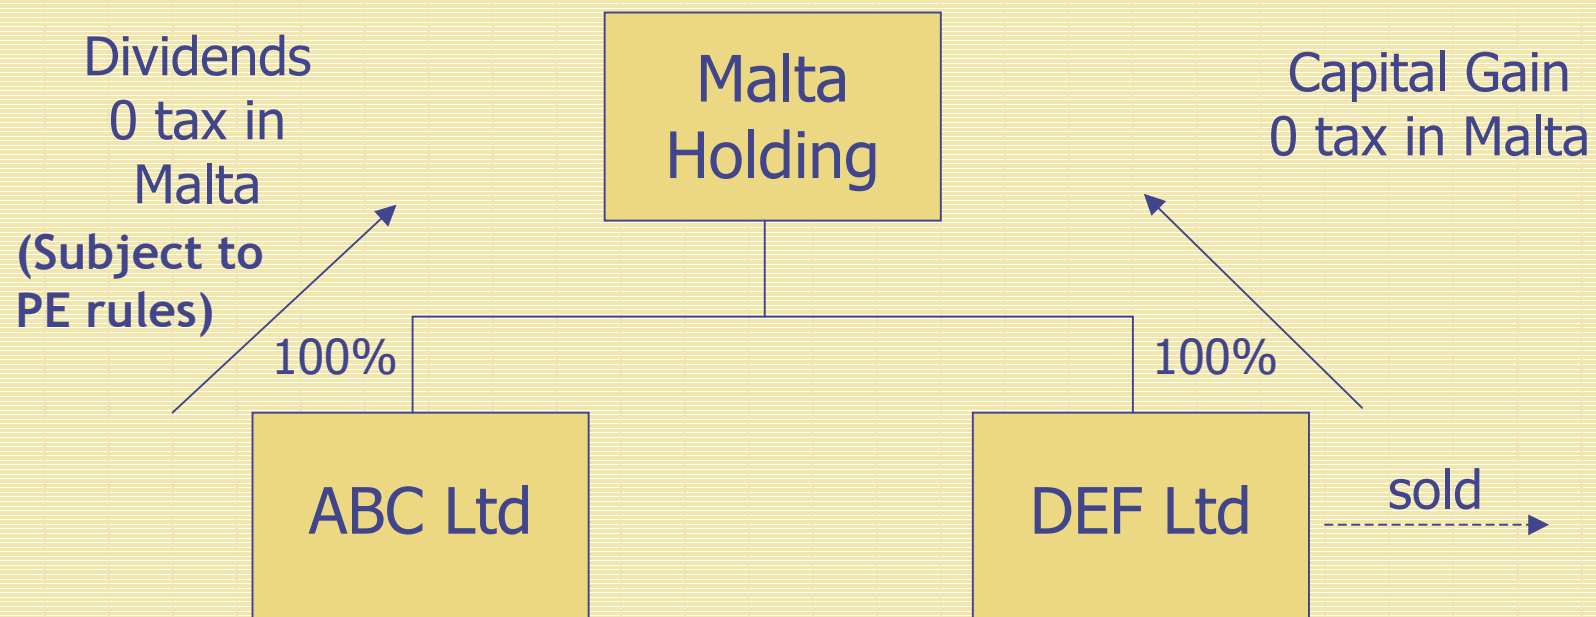 Dividends
0 tax in
Malta
(Subject to
PE rules)
Malta
Holding
Capital Gain
0 tax in Malta
100%
100%
ABC Ltd
DEF Ltd
sold